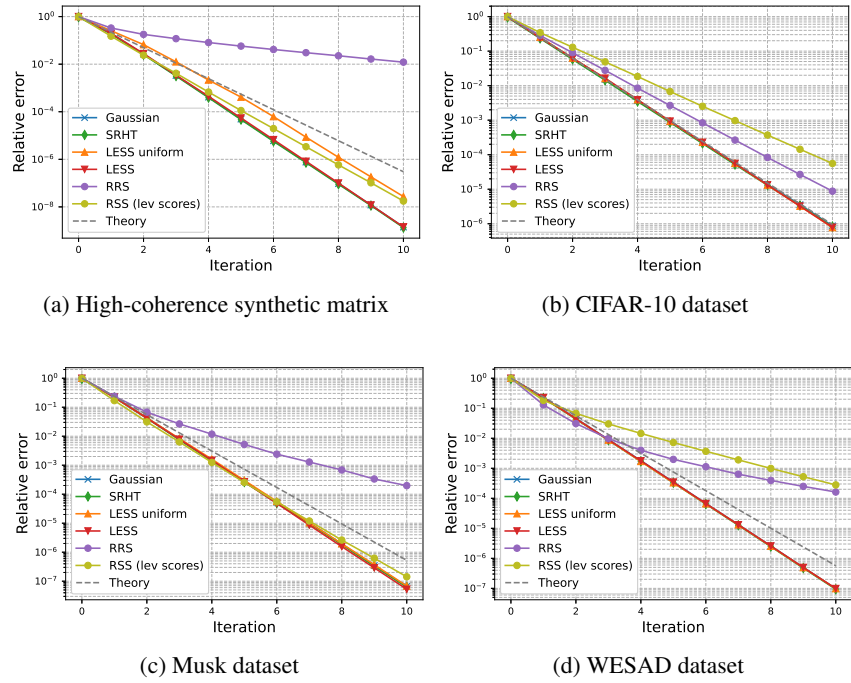 10⁰
10⁻²
10⁻⁴
10⁻⁶
10⁻⁸
Relative error
Gaussian
SRHT
LESS uniform
LESS
RRS
RSS (lev scores)
Theory
0 2 4 6 8 10
Iteration
(a) High-coherence synthetic matrix
10⁰
10⁻¹
10⁻²
10⁻³
10⁻⁴
10⁻⁵
10⁻⁶
Relative error
Gaussian
SRHT
LESS uniform
LESS
RRS
RSS (lev scores)
Theory
0 2 4 6 8 10
Iteration
(b) CIFAR-10 dataset
10⁰
10⁻¹
10⁻²
10⁻³
10⁻⁴
10⁻⁵
10⁻⁶
10⁻⁷
Relative error
Gaussian
SRHT
LESS uniform
LESS
RRS
RSS (lev scores)
Theory
0 2 4 6 8 10
Iteration
(c) Musk dataset
10⁰
10⁻¹
10⁻²
10⁻³
10⁻⁴
10⁻⁵
10⁻⁶
10⁻⁷
Relative error
Gaussian
SRHT
LESS uniform
LESS
RRS
RSS (lev scores)
Theory
0 2 4 6 8 10
Iteration
(d) WESAD dataset